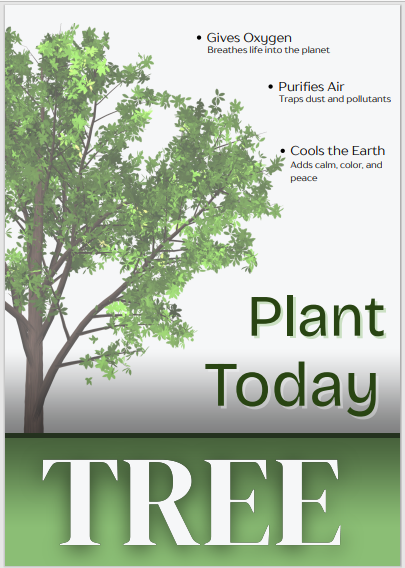 • Gives Oxygen
Breathes life into the planet
• Purifies Air
Traps dust and pollutants
• Cools the Earth
Adds calm, color, and
peace
Plant
Today
TREE